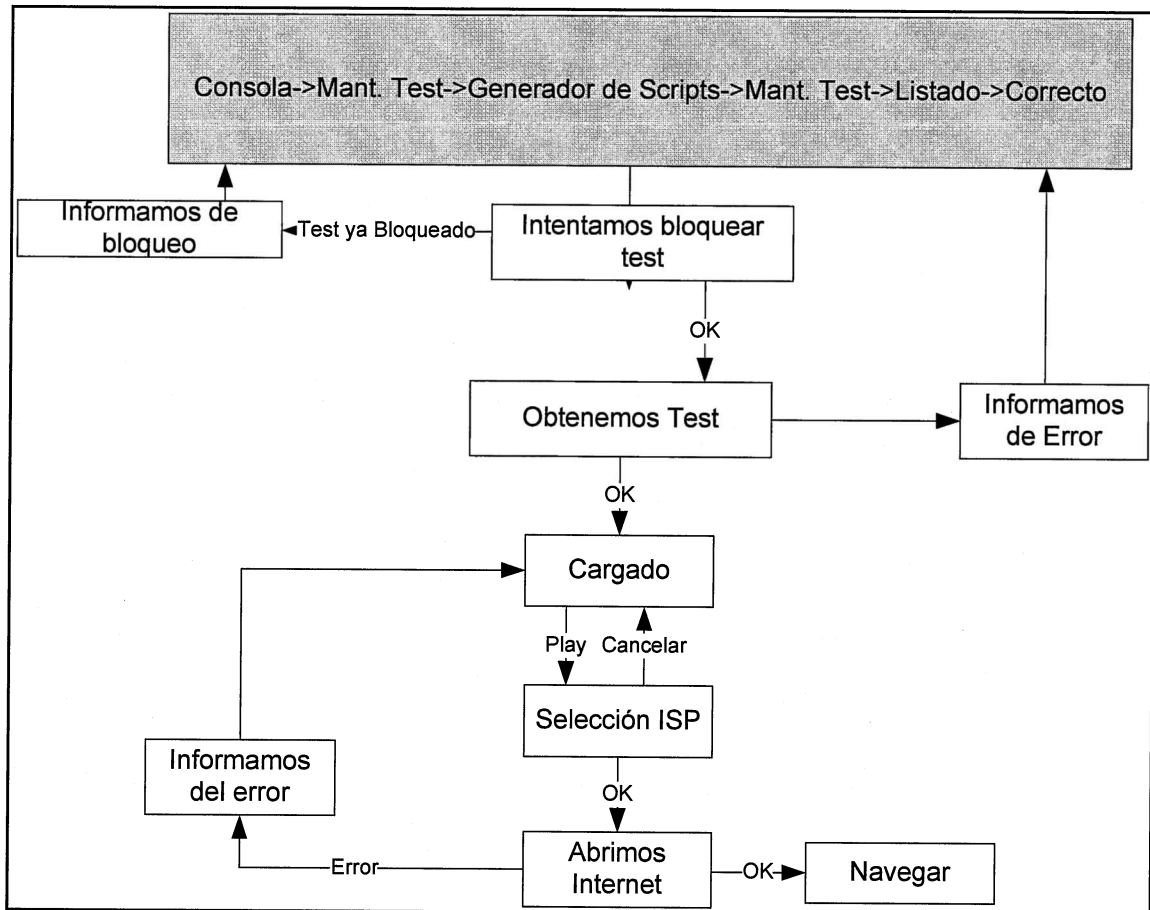 Consola->Mant. Test->Generador de Scripts->Mant. Test->Listado->Correcto
Informamos de
bloqueo
Test ya Bloqueado
Intentamos bloquear
test
OK
Obtenemos Test
Informamos
de Error
OK
Cargado
Play
Cancelar
Selección ISP
Informamos
del error
OK
Error
Abrimos
Internet
OK
Navegar